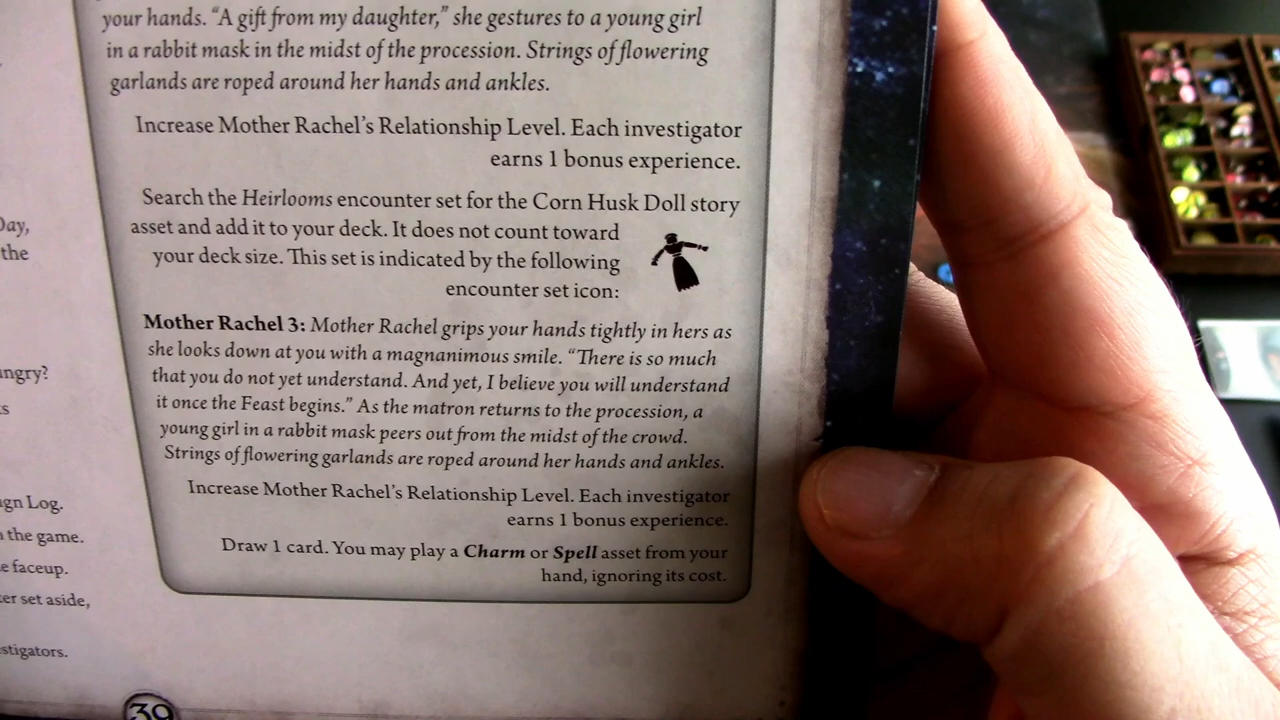 your hands. “A gift from my daughter,” she gestures to a young girl
in a rabbit mask in the midst of the procession. Strings of flowering
garlands are roped around her hands and ankles.
Increase Mother Rachel’s Relationship Level. Each investigator
earns 1 bonus experience.
Search the Heirlooms encounter set for the Corn Husk Doll story
asset and add it to your deck. It does not count toward
your deck size. This set is indicated by the following
encounter set icon:
Mother Rachel 3: Mother Rachel grips your hands tightly in hers as
she looks down at you with a magnanimous smile. “There is so much
that you do not yet understand. And yet, I believe you will understand
it once the Feast begins.” As the matron returns to the procession, a
young girl in a rabbit mask peers out from the midst of the crowd.
Strings of flowering garlands are roped around her hands and ankles.
Increase Mother Rachel’s Relationship Level. Each investigator
earns 1 bonus experience.
Draw 1 card. You may play a Charm or Spell asset from your
hand, ignoring its cost.
Day,
the
ngry?
gn Log.
the game.
faceup.
set aside,
stigators.
39